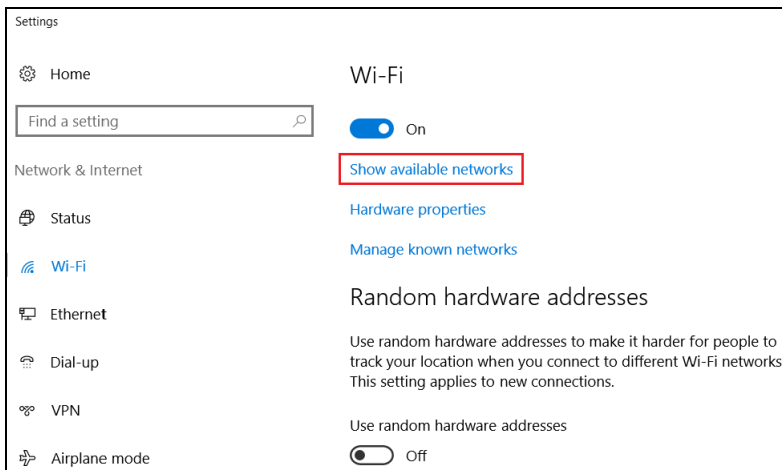 Settings
Home
Find a setting
Network & Internet
Status
Wi-Fi
Ethernet
Dial-up
VPN
Airplane mode
Wi-Fi
On
Show available networks
Hardware properties
Manage known networks
Random hardware addresses
Use random hardware addresses to make it harder for people to
track your location when you connect to different Wi-Fi networks
This setting applies to new connections.
Use random hardware addresses
Off